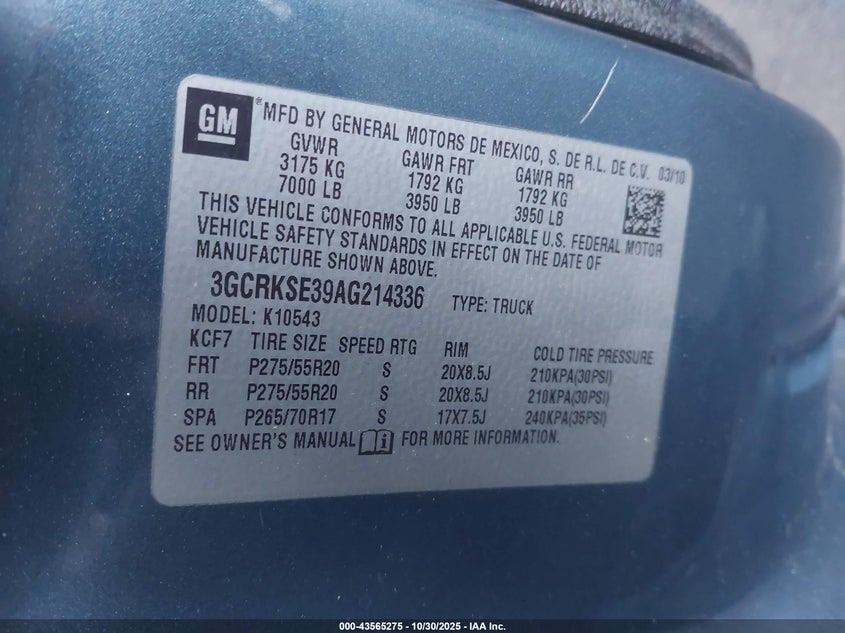 GM ® MFD BY GENERAL MOTORS DE MEXICO, S. DE R.L. DE C.V. 03/10
GVWR GAWR FRT GAWR RR
3175 KG 1792 KG 1792 KG
7000 LB 3950 LB 3950 LB
THIS VEHICLE CONFORMS TO ALL APPLICABLE U.S. FEDERAL MOTOR
VEHICLE SAFETY STANDARDS IN EFFECT ON THE DATE OF
MANUFACTURE SHOWN ABOVE.
3GCRKSE39AG214336 TYPE: TRUCK
MODEL: K10543
KCF7 TIRE SIZE SPEED RTG RIM COLD TIRE PRESSURE
FRT P275/55R20 S 20X8.5J 210KPA(30PSI)
RR P275/55R20 S 20X8.5J 210KPA(30PSI)
SPA P265/70R17 S 17X7.5J 240KPA(35PSI)
SEE OWNER'S MANUAL i FOR MORE INFORMATION.
000-43565275 - 10/30/2025 - IAA Inc.